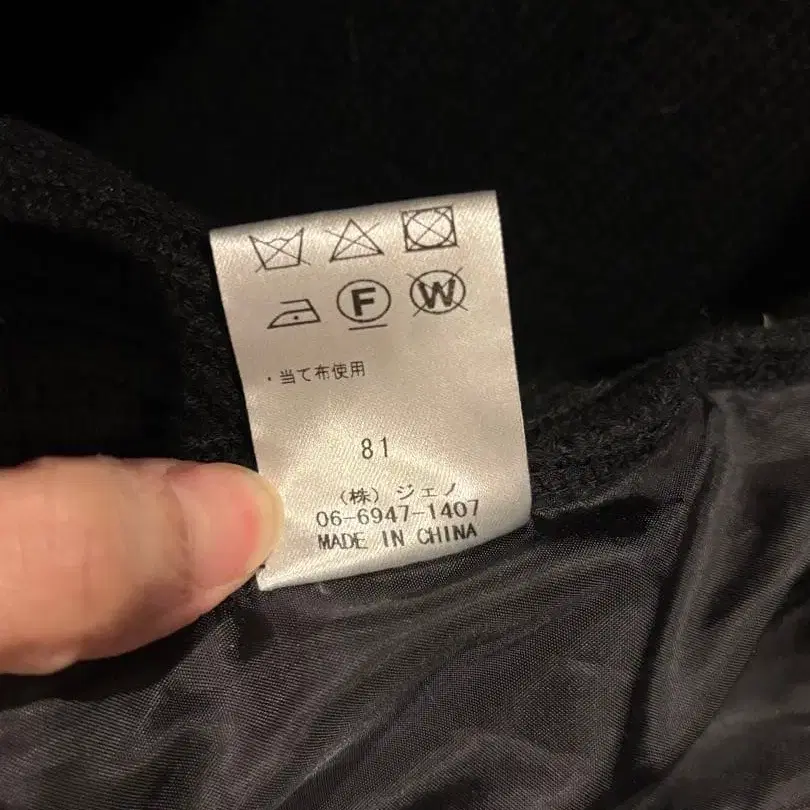 F W
・当て布使用
81
(株) ジェノ
06-6947-1407
MADE IN CHINA